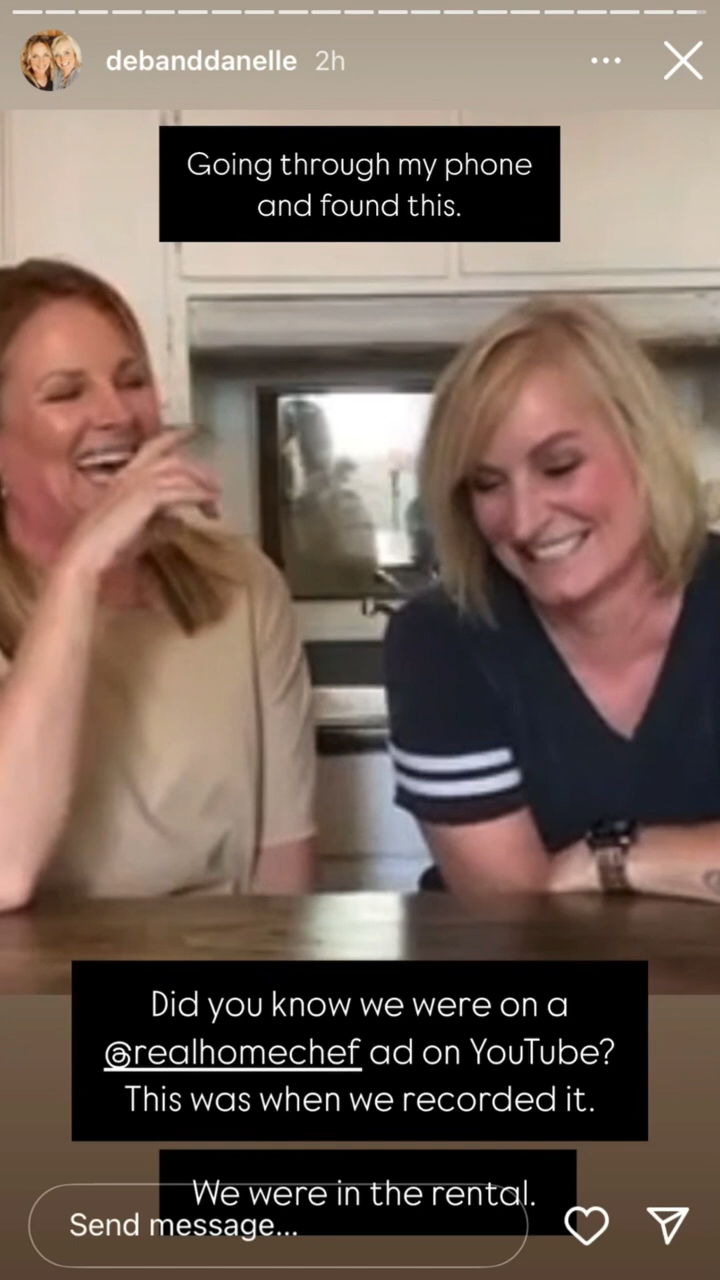 debanddanelle 2h
Going through my phone
and found this.
Did you know we were on a
@realhomechef ad on YouTube?
This was when we recorded it.
We were in the rental.
Send message...